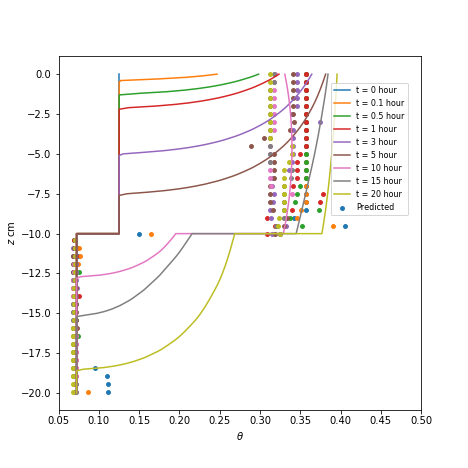 0.0
−2.5
−5.0
−7.5
−10.0
−12.5
−15.0
−17.5
−20.0
z cm
t = 0 hour
t = 0.1 hour
t = 0.5 hour
t = 1 hour
t = 3 hour
t = 5 hour
t = 10 hour
t = 15 hour
t = 20 hour
Predicted
0.05 0.10 0.15 0.20 0.25 0.30 0.35 0.40 0.45 0.50
θ